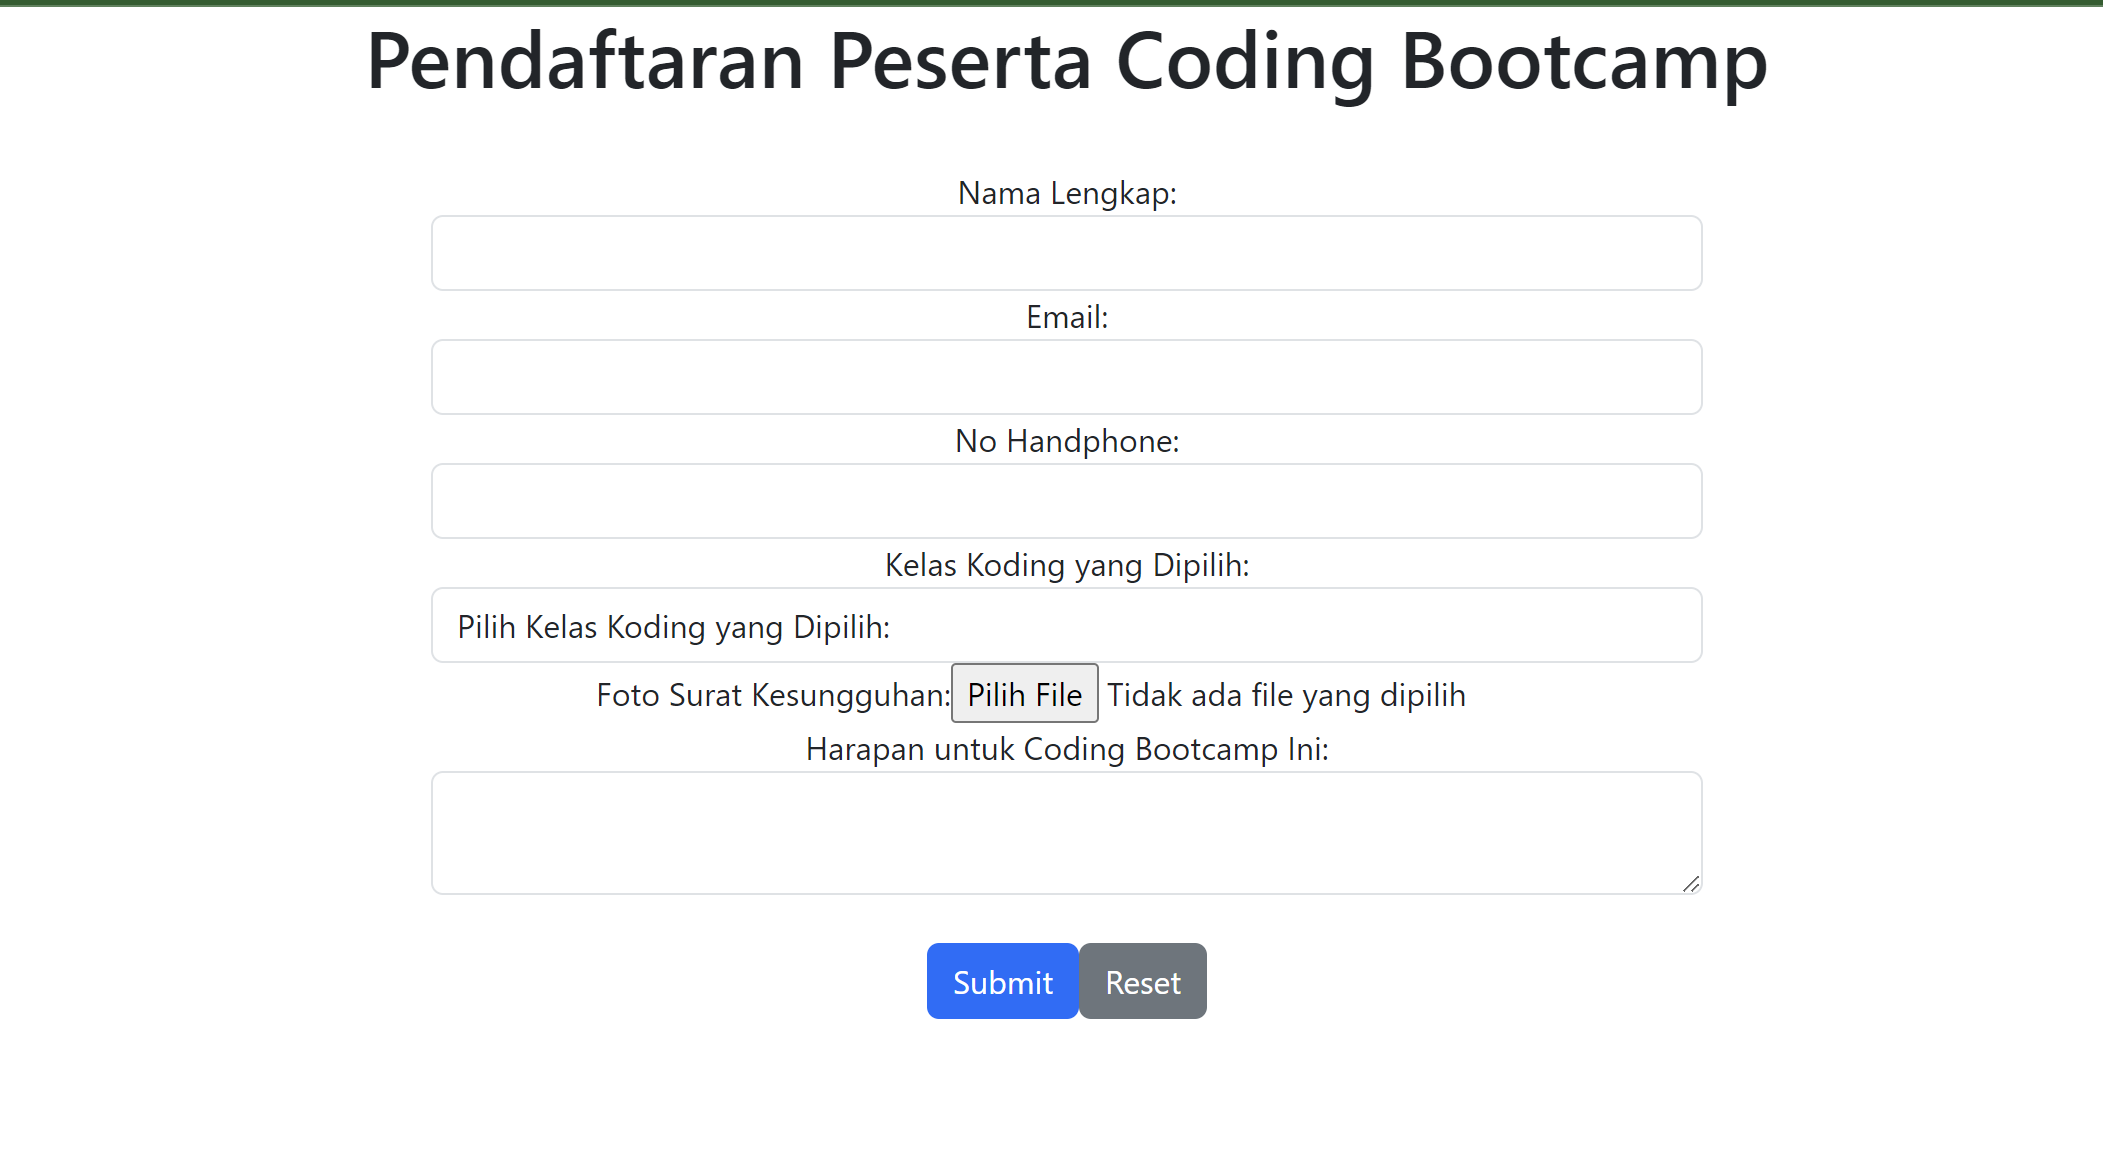 Pendaftaran Peserta Coding Bootcamp
Nama Lengkap:
Email:
No Handphone:
Kelas Koding yang Dipilih:
Pilih Kelas Koding yang Dipilih:
Foto Surat Kesungguhan: Pilih File Tidak ada file yang dipilih
Harapan untuk Coding Bootcamp Ini:
Submit Reset